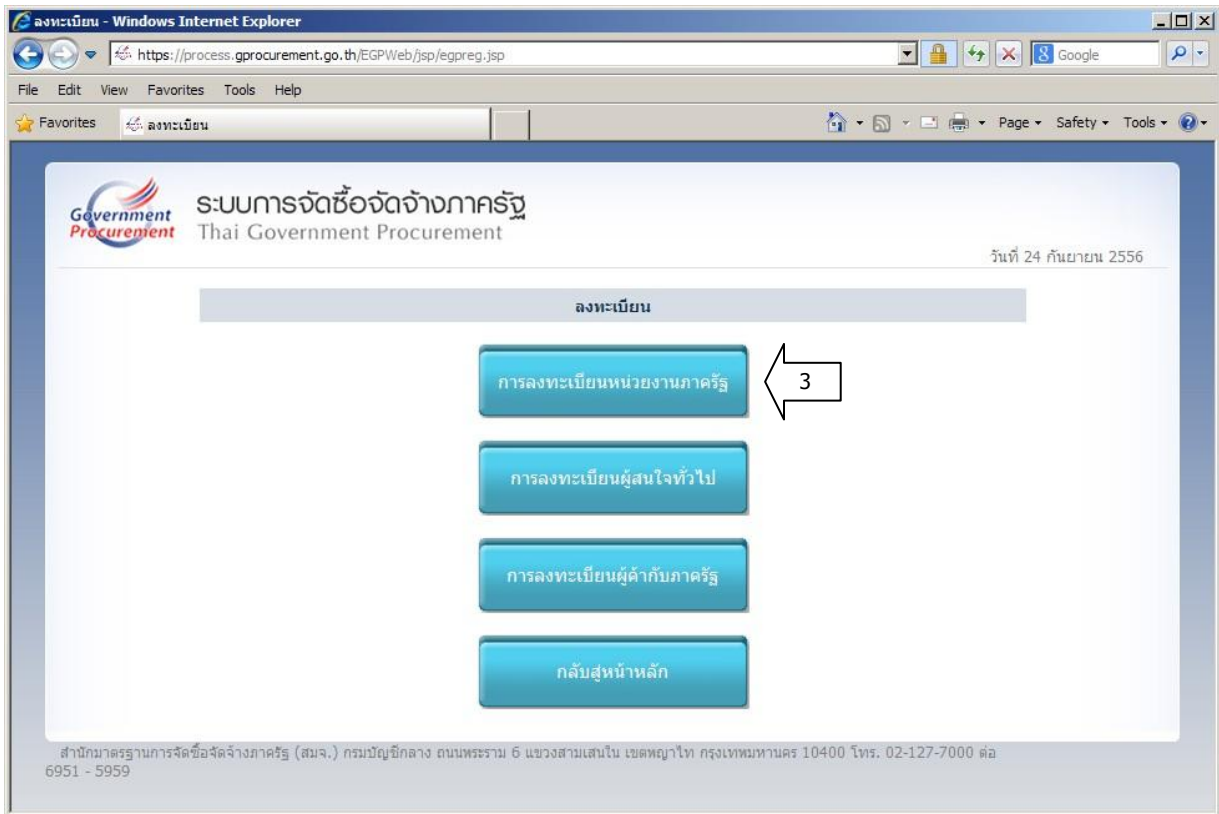 ลงทะเบียน - Windows Internet Explorer
https://process.gprocurement.go.th/EGPWeb/jsp/egpreg.jsp
Google
File Edit View Favorites Tools Help
Favorites ลงทะเบียน Page Safety Tools
Government Procurement
ระบบการจัดซื้อจัดจ้างภาครัฐ
Thai Government Procurement
วันที่ 24 กันยายน 2556
ลงทะเบียน
การลงทะเบียนหน่วยงานภาครัฐ 3
การลงทะเบียนผู้สนใจทั่วไป
การลงทะเบียนผู้ค้ากับภาครัฐ
กลับสู่หน้าหลัก
สำนักมาตรฐานการจัดซื้อจัดจ้างภาครัฐ (สมจ.) กรมบัญชีกลาง ถนนพระราม 6 แขวงสามเสนใน เขตพญาไท กรุงเทพมหานคร 10400 โทร. 02-127-7000 ต่อ
6951 - 5959